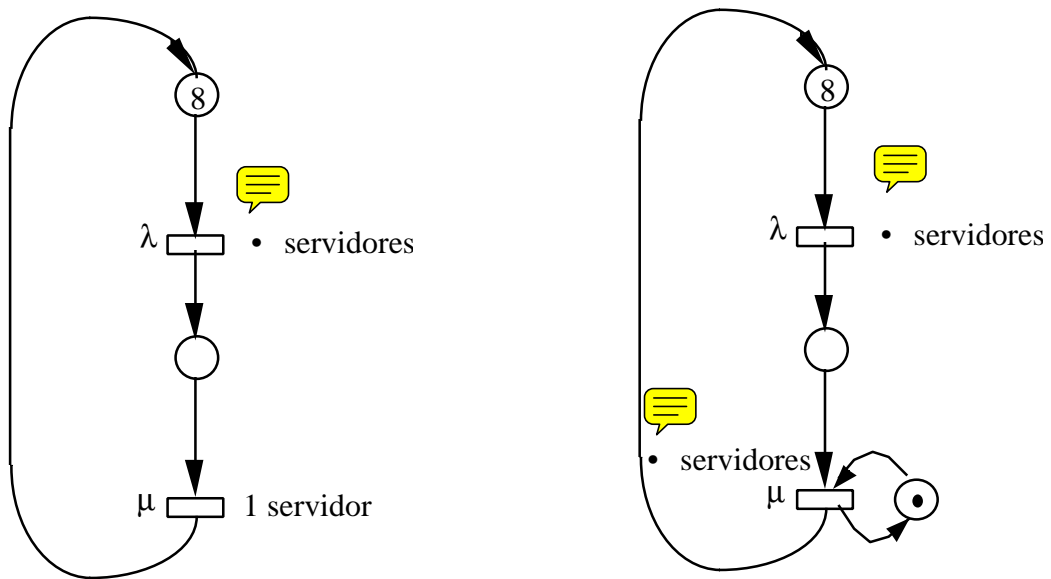 8
λ
• servidores
μ
1 servidor
8
λ
• servidores
• servidores
μ